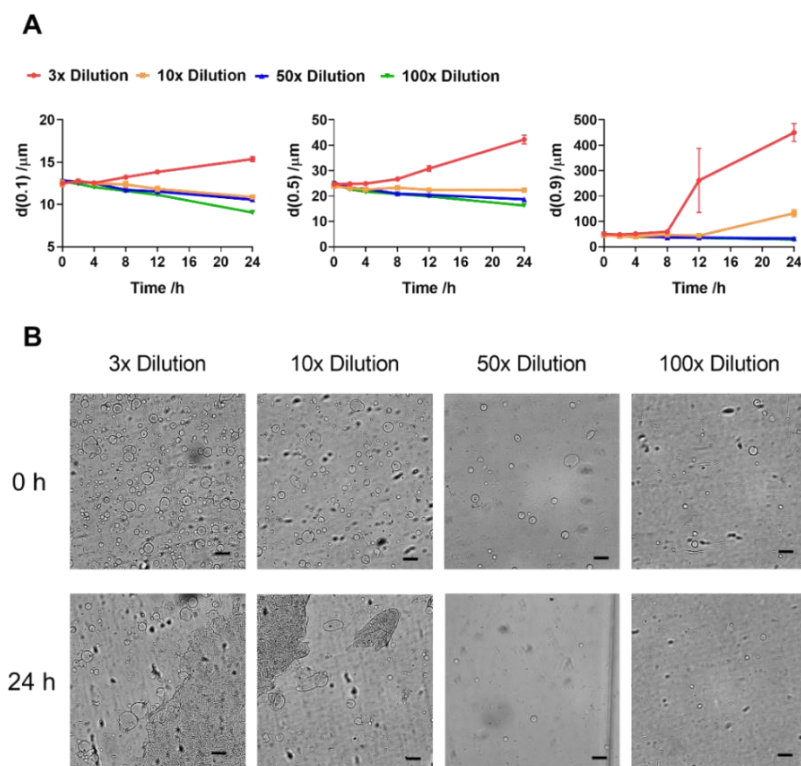 A
3x Dilution 10x Dilution 50x Dilution 100x Dilution
20
15
10
5
d(0.1) /μm
0 4 8 12 16 20 24
Time /h
50
40
30
20
10
0
d(0.5) /μm
0 4 8 12 16 20 24
Time /h
500
400
300
200
100
0
d(0.9) /μm
0 4 8 12 16 20 24
Time /h
B
3x Dilution 10x Dilution 50x Dilution 100x Dilution
0 h
24 h